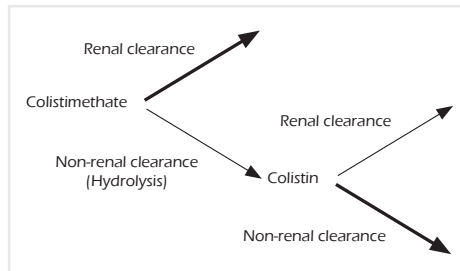 Renal clearance
Colistimethate
Renal clearance
Non-renal clearance
(Hydrolysis)
Colistin
Non-renal clearance